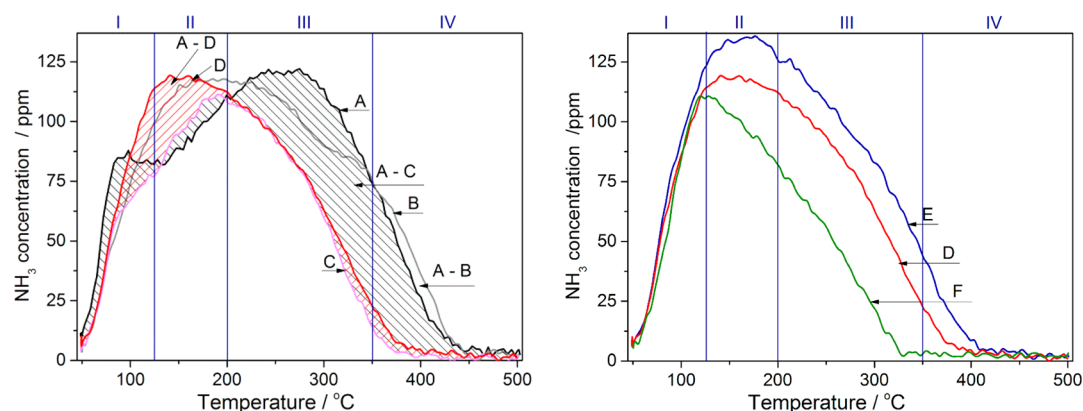 I II III IV
A - D
D
A
A - C
B
C
A - B
NH3 concentration / ppm
125
100
75
50
25
0
100 200 300 400 500
Temperature / °C
I II III IV
E
D
F
NH3 concentration /ppm
125
100
75
50
25
0
100 200 300 400 500
Temperature / °C